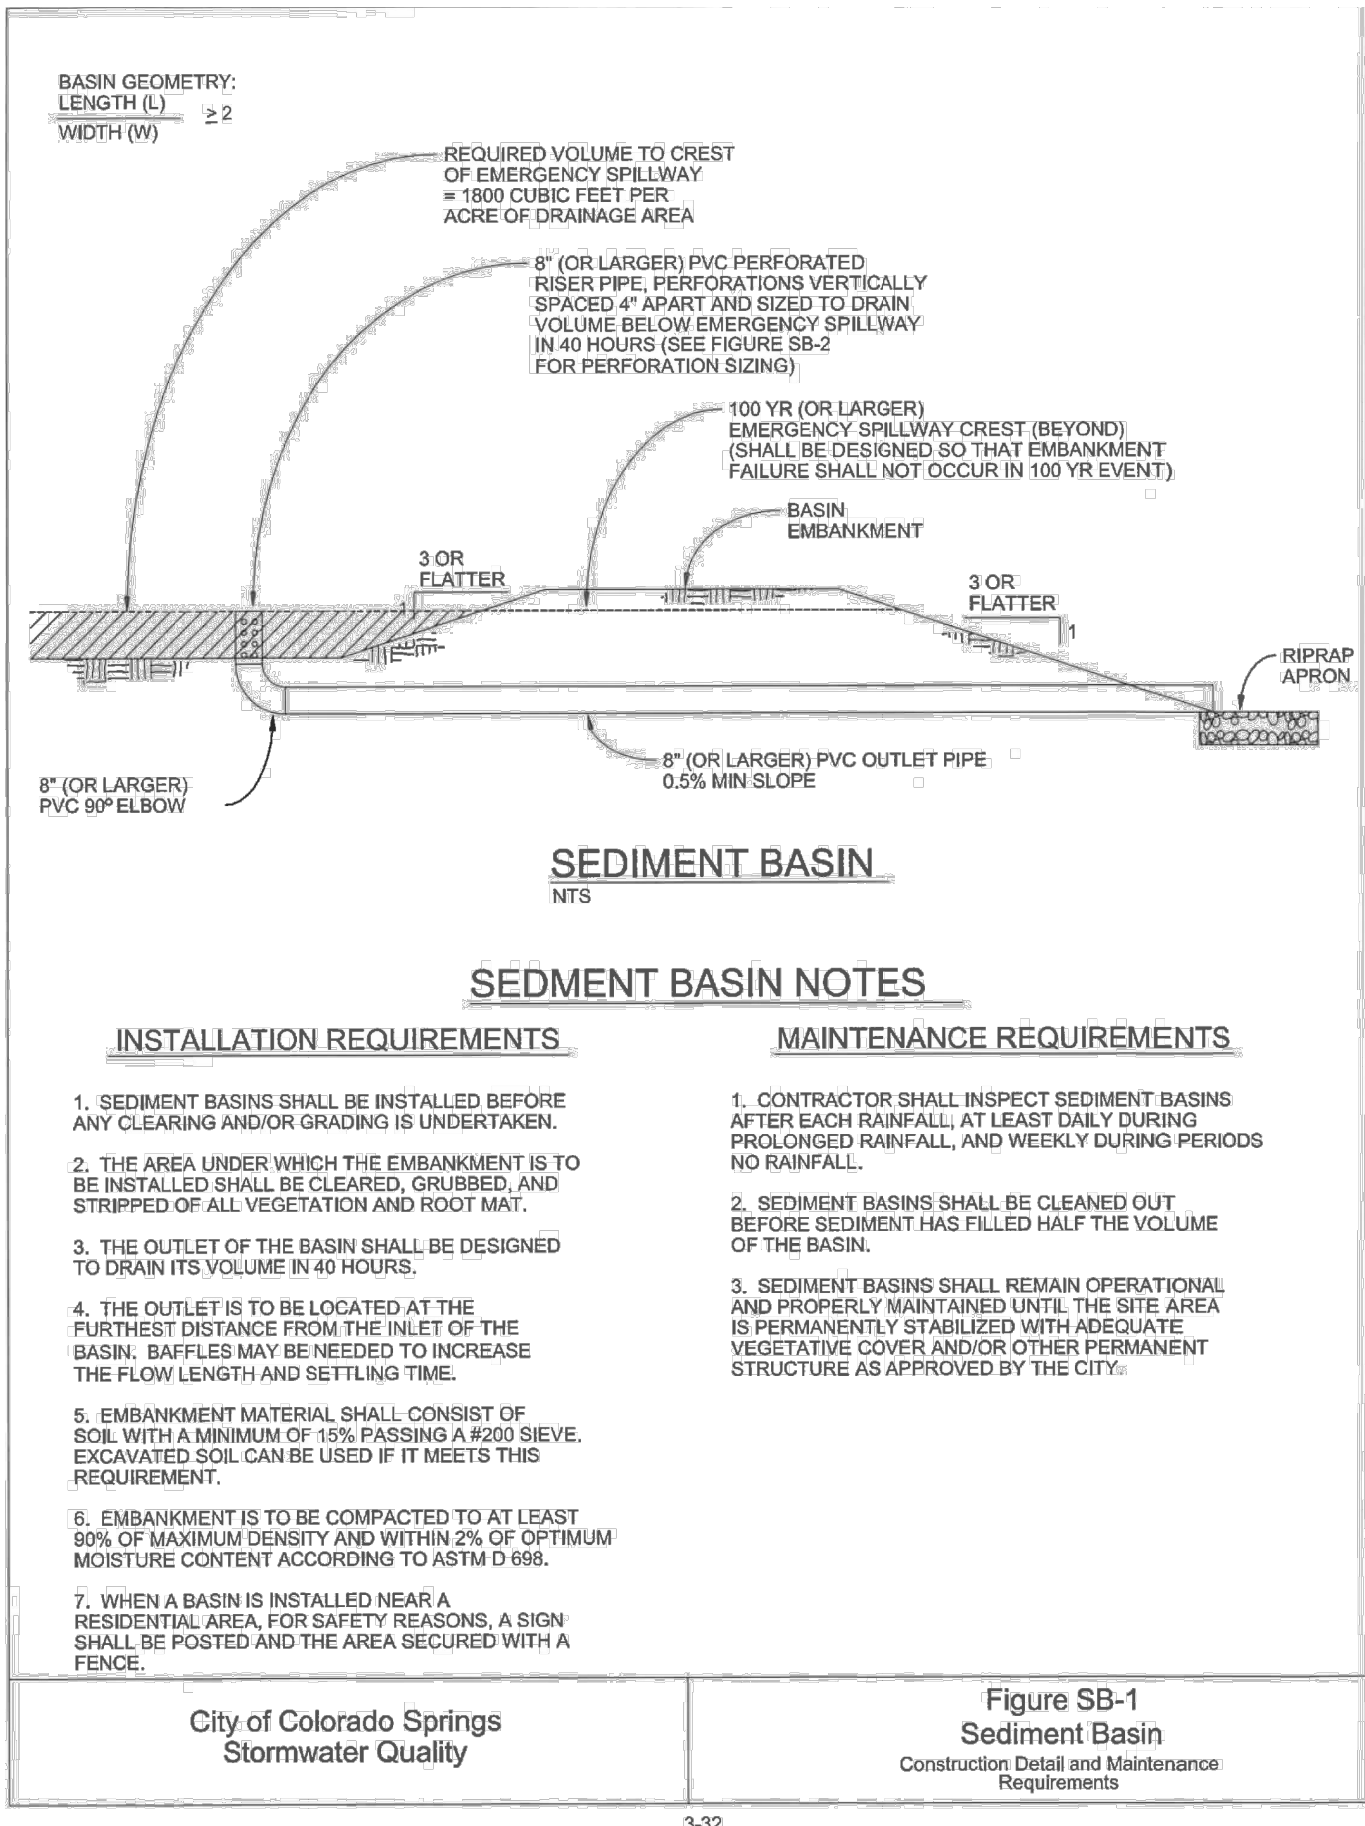 BASIN GEOMETRY:
LENGTH (L)
≥ 2
WIDTH (W)
REQUIRED VOLUME TO CREST
OF EMERGENCY SPILLWAY
= 1800 CUBIC FEET PER
ACRE OF DRAINAGE AREA
8" (OR LARGER) PVC PERFORATED
RISER PIPE, PERFORATIONS VERTICALLY
SPACED 4" APART AND SIZED TO DRAIN
VOLUME BELOW EMERGENCY SPILLWAY
IN 40 HOURS (SEE FIGURE SB-2
FOR PERFORATION SIZING)
100 YR (OR LARGER)
EMERGENCY SPILLWAY CREST (BEYOND)
(SHALL BE DESIGNED SO THAT EMBANKMENT
FAILURE SHALL NOT OCCUR IN 100 YR EVENT)
BASIN
EMBANKMENT
3 OR
FLATTER
1
3 OR
FLATTER
1
RIPRAP
APRON
8" (OR LARGER) PVC OUTLET PIPE
0.5% MIN SLOPE
8" (OR LARGER)
PVC 90º ELBOW
SEDIMENT BASIN
NTS
SEDMENT BASIN NOTES
INSTALLATION REQUIREMENTS
1. SEDIMENT BASINS SHALL BE INSTALLED BEFORE
ANY CLEARING AND/OR GRADING IS UNDERTAKEN.
2. THE AREA UNDER WHICH THE EMBANKMENT IS TO
BE INSTALLED SHALL BE CLEARED, GRUBBED, AND
STRIPPED OF ALL VEGETATION AND ROOT MAT.
3. THE OUTLET OF THE BASIN SHALL BE DESIGNED
TO DRAIN ITS VOLUME IN 40 HOURS.
4. THE OUTLET IS TO BE LOCATED AT THE
FURTHEST DISTANCE FROM THE INLET OF THE
BASIN. BAFFLES MAY BE NEEDED TO INCREASE
THE FLOW LENGTH AND SETTLING TIME.
5. EMBANKMENT MATERIAL SHALL CONSIST OF
SOIL WITH A MINIMUM OF 15% PASSING A #200 SIEVE.
EXCAVATED SOIL CAN BE USED IF IT MEETS THIS
REQUIREMENT.
6. EMBANKMENT IS TO BE COMPACTED TO AT LEAST
90% OF MAXIMUM DENSITY AND WITHIN 2% OF OPTIMUM
MOISTURE CONTENT ACCORDING TO ASTM D 698.
7. WHEN A BASIN IS INSTALLED NEAR A
RESIDENTIAL AREA, FOR SAFETY REASONS, A SIGN
SHALL BE POSTED AND THE AREA SECURED WITH A
FENCE.
MAINTENANCE REQUIREMENTS
1. CONTRACTOR SHALL INSPECT SEDIMENT BASINS
AFTER EACH RAINFALL, AT LEAST DAILY DURING
PROLONGED RAINFALL, AND WEEKLY DURING PERIODS
NO RAINFALL.
2. SEDIMENT BASINS SHALL BE CLEANED OUT
BEFORE SEDIMENT HAS FILLED HALF THE VOLUME
OF THE BASIN.
3. SEDIMENT BASINS SHALL REMAIN OPERATIONAL
AND PROPERLY MAINTAINED UNTIL THE SITE AREA
IS PERMANENTLY STABILIZED WITH ADEQUATE
VEGETATIVE COVER AND/OR OTHER PERMANENT
STRUCTURE AS APPROVED BY THE CITY.
City of Colorado Springs
Stormwater Quality
Figure SB-1
Sediment Basin
Construction Detail and Maintenance
Requirements
3-32